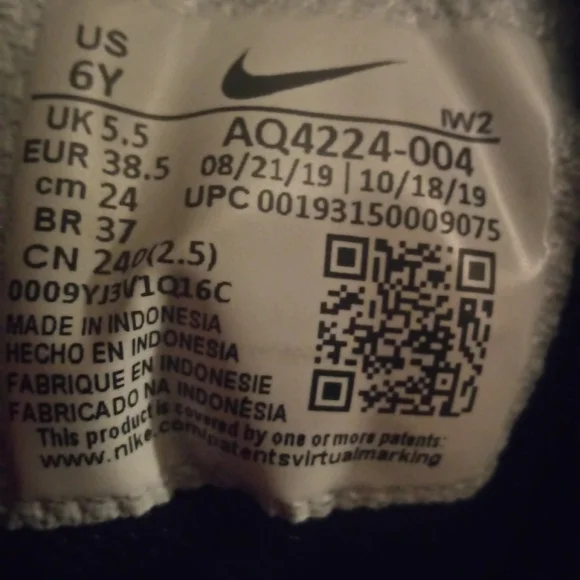 US
6Y
UK 5.5
EUR 38.5
cm 24
BR 37
CN 240(2.5)
0009YJ3V1Q16C
IW2
AQ4224-004
08/21/19 | 10/18/19
UPC 00193150009075
MADE IN INDONESIA
HECHO EN INDONESIA
FABRIQUE EN INDONESIE
FABRICADO NA INDONÉSIA
This product is covered by one or more patents:
www.nike.com/patentsvirtualmarking